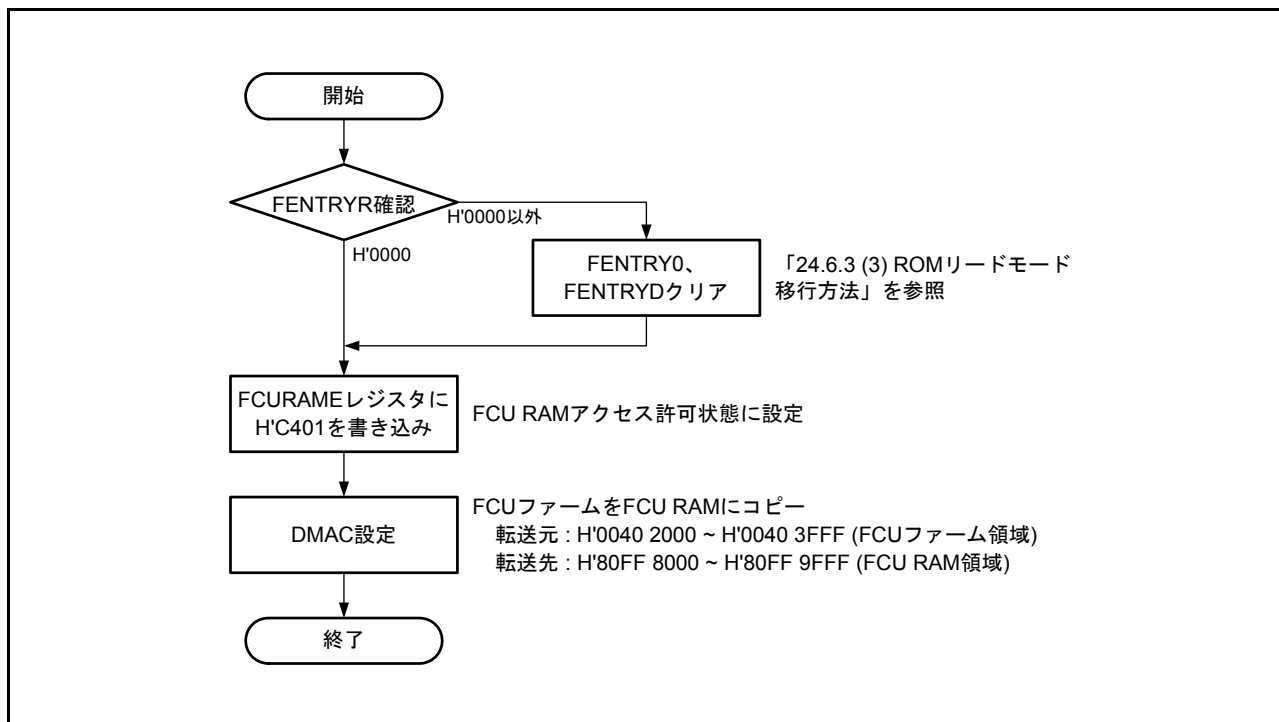 開始
FENTRYR確認
H'0000以外
H'0000
FENTRY0、
FENTRYDクリア
「24.6.3 (3) ROMリードモード
移行方法」を参照
FCURAMEレジスタに
H'C401を書き込み
FCU RAMアクセス許可状態に設定
DMAC設定
FCUファームをFCU RAMにコピー
転送元 : H'0040 2000 ~ H'0040 3FFF (FCUファーム領域)
転送先 : H'80FF 8000 ~ H'80FF 9FFF (FCU RAM領域)
終了